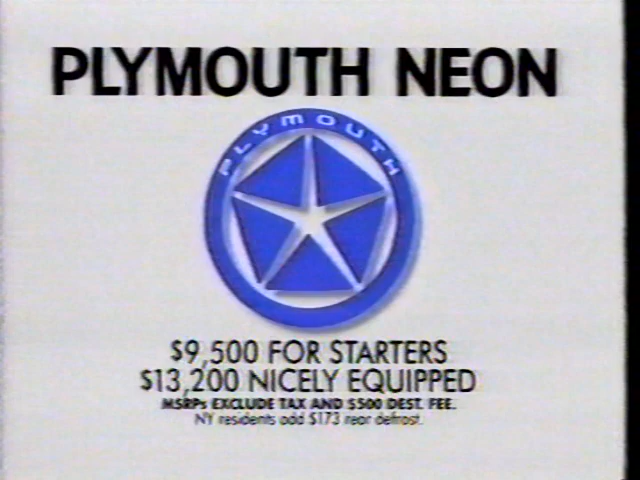 PLYMOUTH NEON
PLYMOUTH
$9,500 FOR STARTERS
$13,200 NICELY EQUIPPED
MSRPs EXCLUDE TAX AND $500 DEST. FEE.
NY residents add $173 rear defrost.